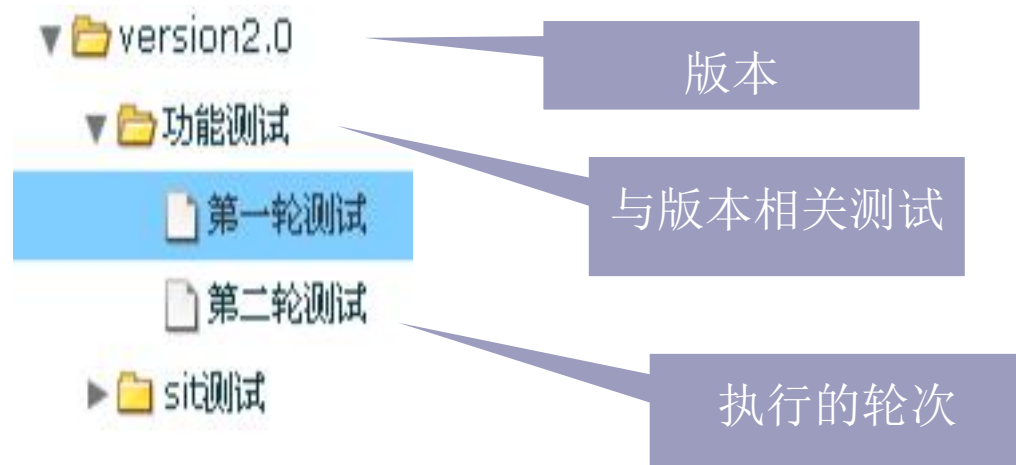 version2.0
版本
功能测试
与版本相关测试
第一轮测试
第二轮测试
执行的轮次
sit测试